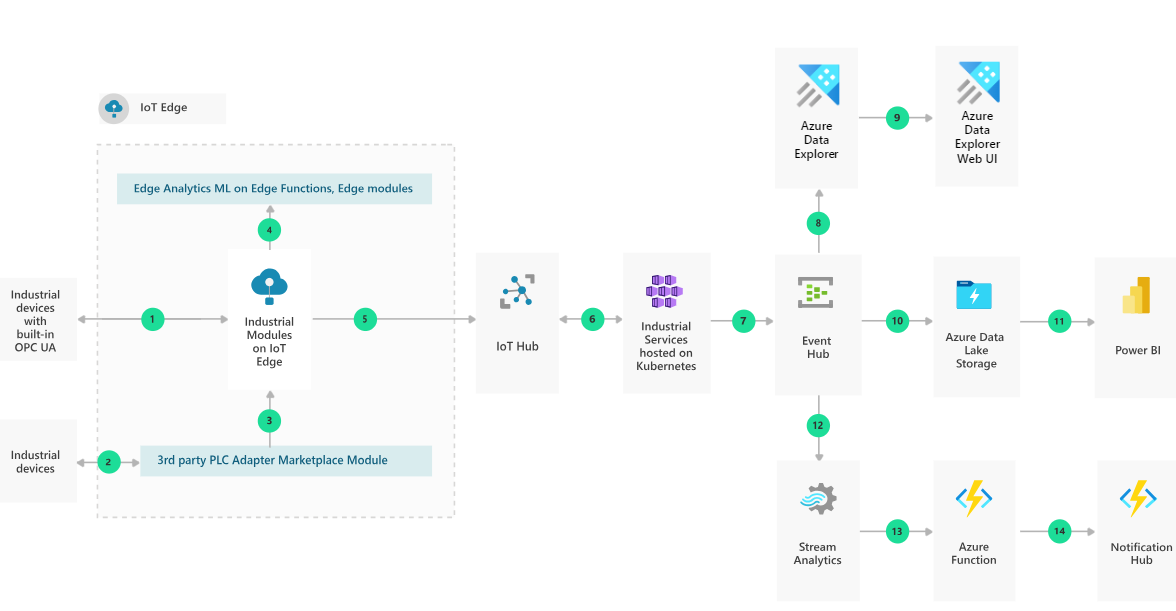 IoT Edge
Edge Analytics ML on Edge Functions, Edge modules
4
Industrial
devices
with
built-in
OPC UA
1
Industrial
Modules
on IoT
Edge
5
IoT Hub
6
Industrial
Services
hosted on
Kubernetes
7
Event
Hub
8
Azure
Data
Explorer
9
Azure
Data
Explorer
Web UI
10
Azure Data
Lake
Storage
11
Power BI
3
Industrial
devices
2
3rd party PLC Adapter Marketplace Module
12
Stream
Analytics
13
Azure
Function
14
Notification
Hub